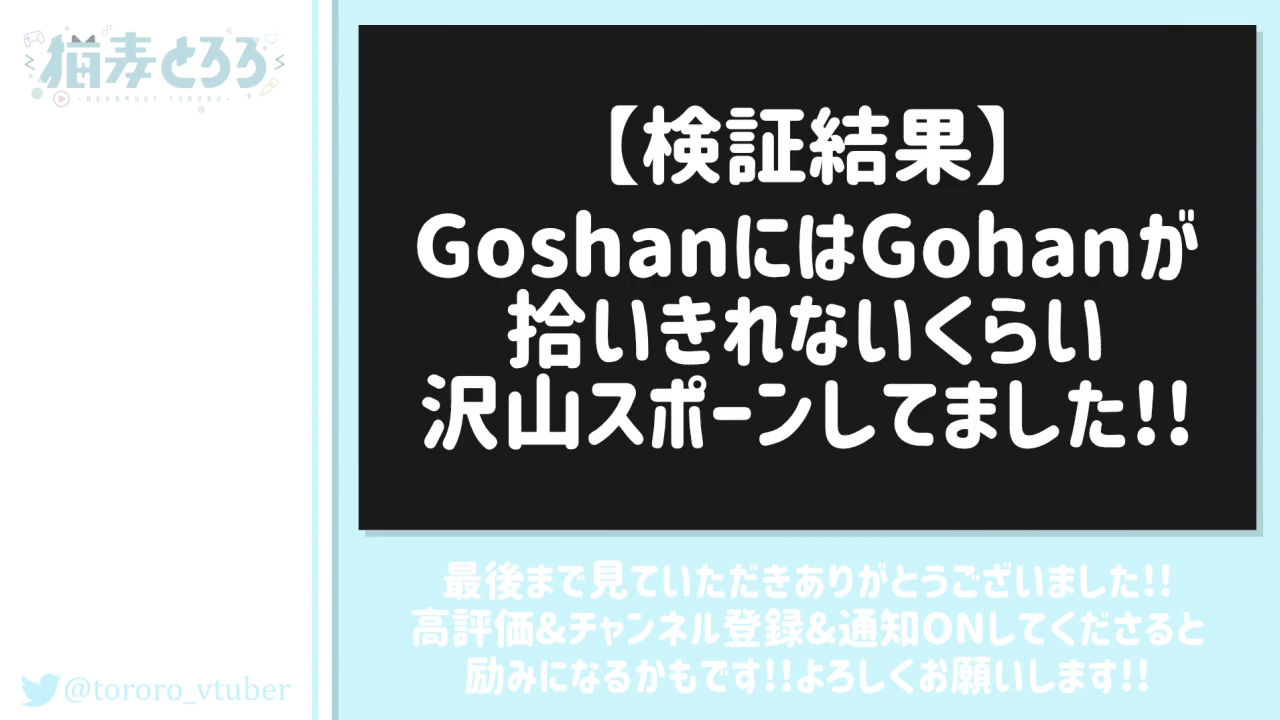 猫麦とろろ
-NEKOMUGI TORORO-
【検証結果】
GoshanにはGohanが
拾いきれないくらい
沢山スポーンしてました!!
最後まで見ていただきありがとうございました!!
高評価&チャンネル登録&通知ONしてくださると
励みになるかもです!!よろしくお願いします!!
@tororo_vtuber